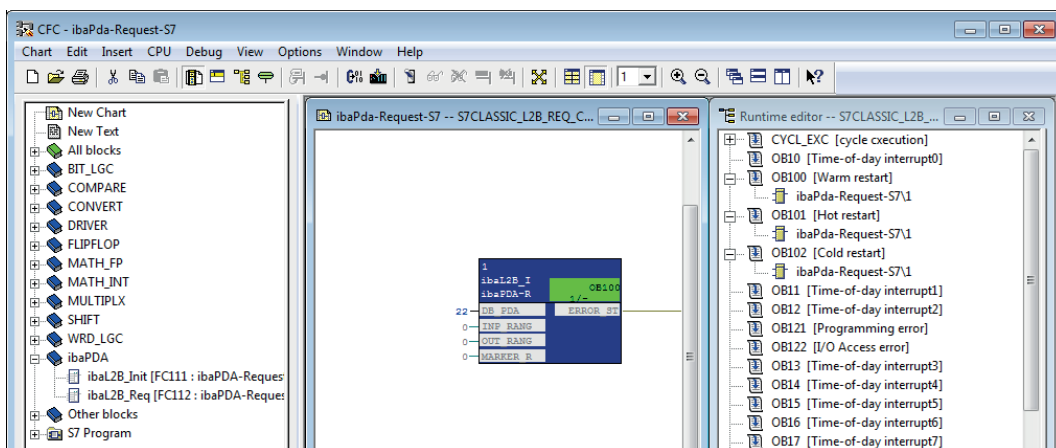 CFC - ibaPda-Request-S7
Chart Edit Insert CPU Debug View Options Window Help
1
New Chart
New Text
All blocks
BIT_LGC
COMPARE
CONVERT
DRIVER
FLIPFLOP
MATH_FP
MATH_INT
MULTIPLX
SHIFT
WRD_LGC
ibaPDA
ibaL2B_Init [FC111 : ibaPDA-Reques
ibaL2B_Req [FC112 : ibaPDA-Reques
Other blocks
S7 Program
ibaPda-Request-S7 -- S7CLASSIC_L2B_REQ_C...
1
ibaL2B_I
ibaPDA-R
OB100
1/-
22 DB_PDA ERROR_ST
0 INP_RANG
0 OUT_RANG
0 MARKER_R
Runtime editor -- S7CLASSIC_L2B_...
CYCL_EXC [cycle cxecution]
OB10 [Time-of-day interrupt0]
OB100 [Warm restart]
ibaPda-Request-S7\1
OB101 [Hot restart]
ibaPda-Request-S7\1
OB102 [Cold restart]
ibaPda-Request-S7\1
OB11 [Time-of-day interrupt1]
OB12 [Time-of-day interrupt2]
OB121 [Programming error]
OB122 [I/O Access error]
OB13 [Time-of-day interrupt3]
OB14 [Time-of-day interrupt4]
OB15 [Time-of-day interrupt5]
OB16 [Time-of-day interrupt6]
OB17 [Time-of-day interrupt7]